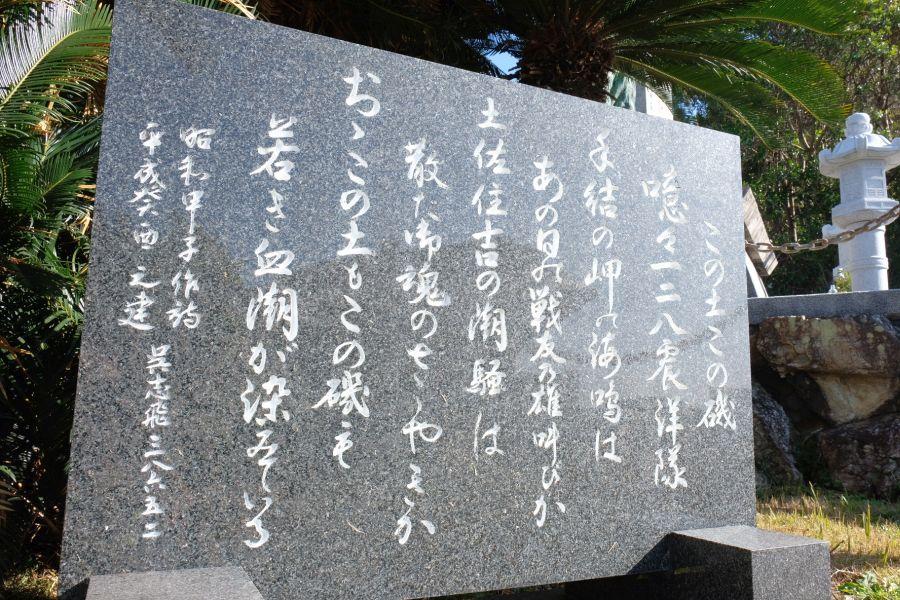 この土この磯
噫々一二八震洋隊
手結の岬の海鳴は
あの日の戦友の雄叫びか
土佐住吉の潮騒は
散た御魂のさゝやきか
おゝこの土もこの磯も
若き血潮が染みている
昭和甲子作詩
平成癸酉之建 呉志飛三八六五二